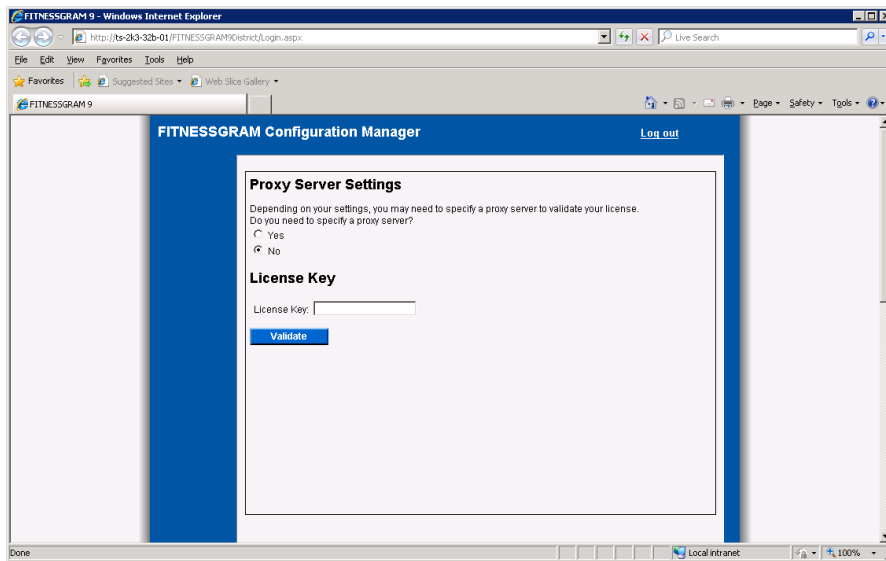 FITNESSGRAM 9 - Windows Internet Explorer
http://ts-2k3-32b-01/FITNESSGRAM9District/Login.aspx
Live Search
File Edit View Favorites Tools Help
Favorites Suggested Sites Web Slice Gallery
FITNESSGRAM 9
Page Safety Tools
FITNESSGRAM Configuration Manager
Log out
Proxy Server Settings
Depending on your settings, you may need to specify a proxy server to validate your license.
Do you need to specify a proxy server?
Yes
No
License Key
License Key:
Validate
Done
Local intranet
100%